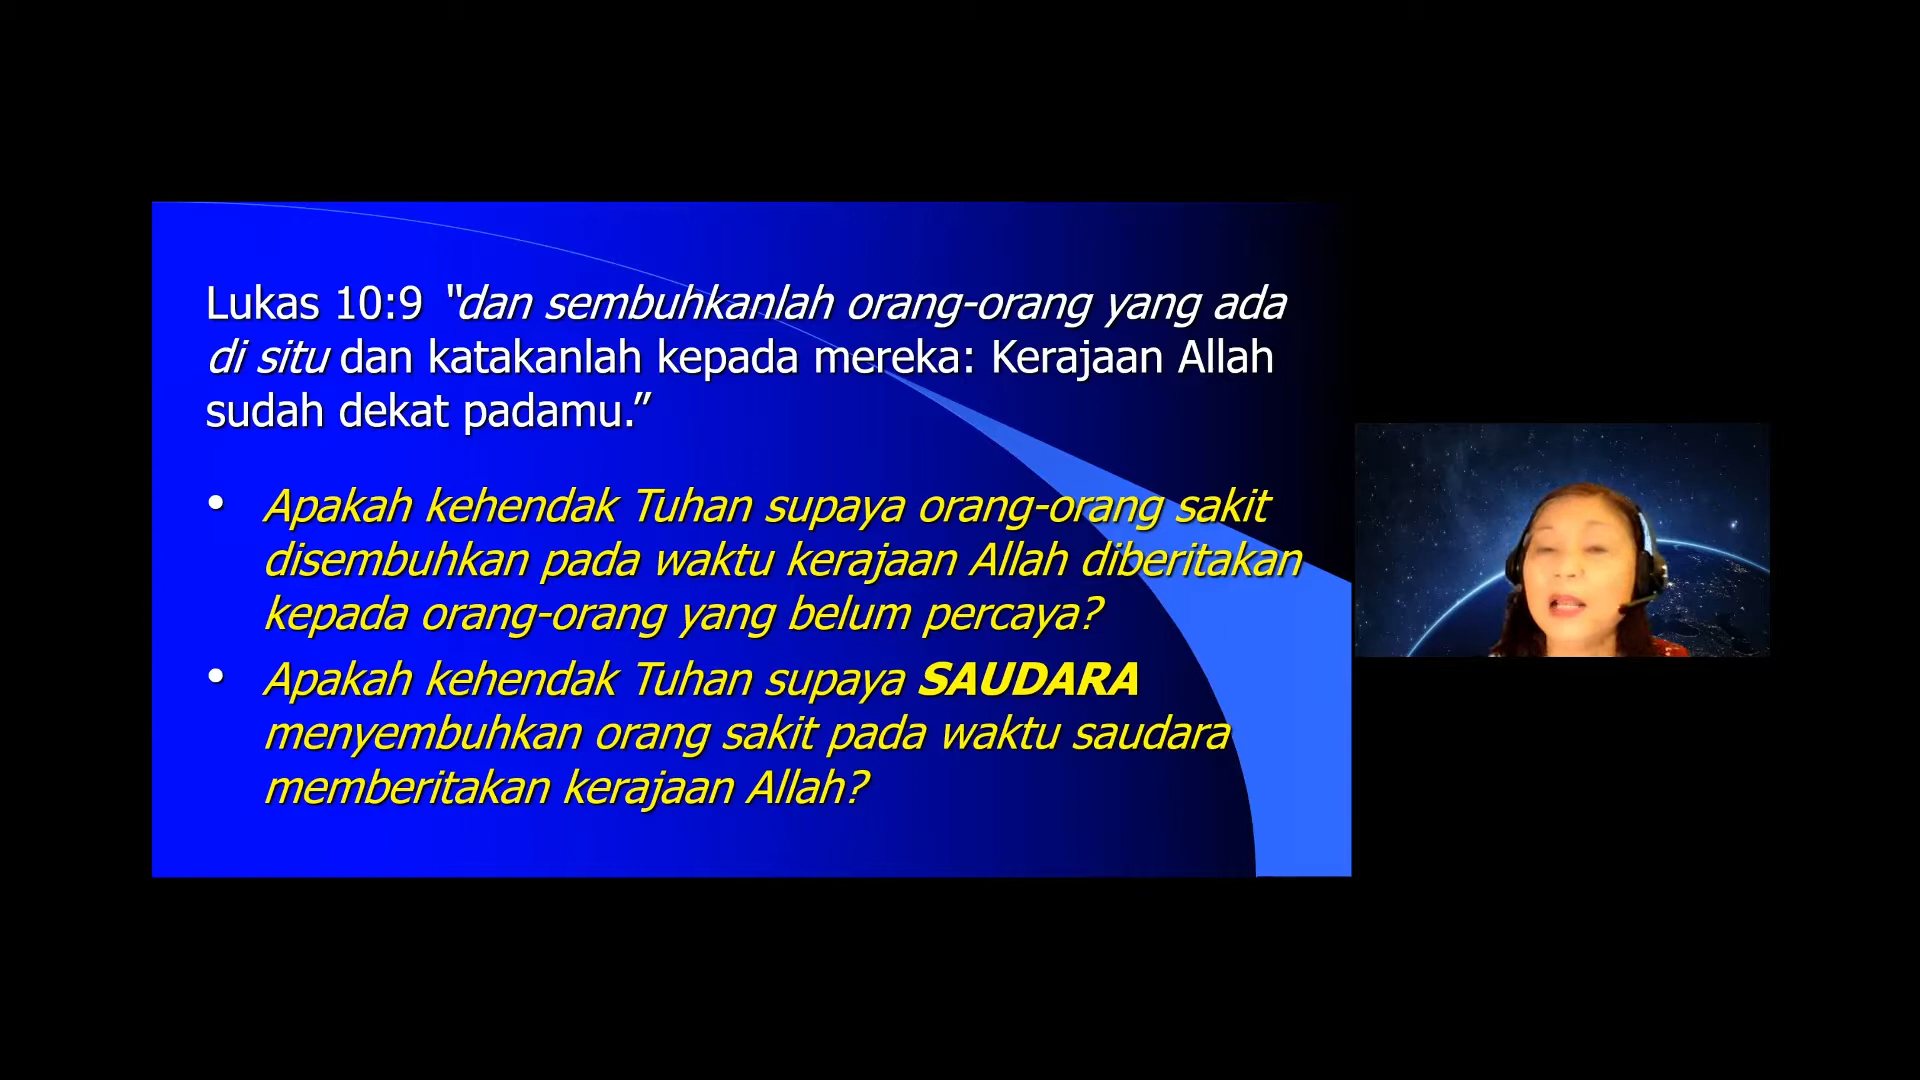 Lukas 10:9 “dan sembuhkanlah orang-orang yang ada
di situ dan katakanlah kepada mereka: Kerajaan Allah
sudah dekat padamu.”
• Apakah kehendak Tuhan supaya orang-orang sakit
disembuhkan pada waktu kerajaan Allah diberitakan
kepada orang-orang yang belum percaya?
• Apakah kehendak Tuhan supaya SAUDARA
menyembuhkan orang sakit pada waktu saudara
memberitakan kerajaan Allah?